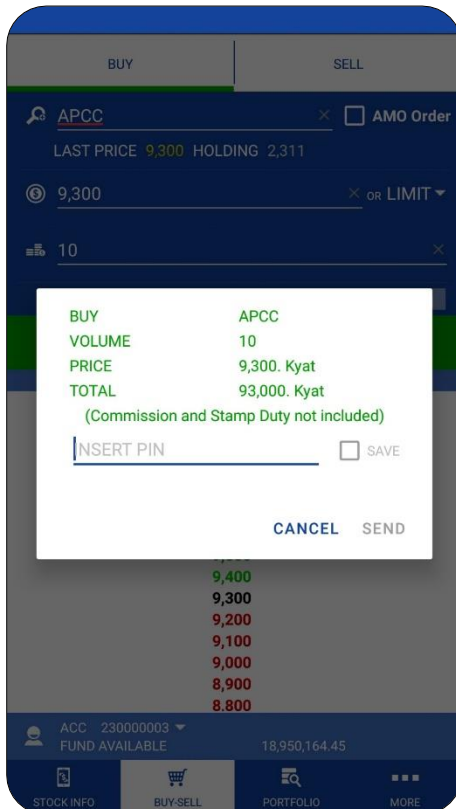 BUY SELL
APCC × AMO Order
LAST PRICE 9,300 HOLDING 2,311
9,300 × OR LIMIT
10 ×
BUY APCC
VOLUME 10
PRICE 9,300. Kyat
TOTAL 93,000. Kyat
(Commission and Stamp Duty not included)
INSERT PIN SAVE
CANCEL SEND
9,400
9,300
9,200
9,100
9,000
8,900
8.800
ACC 230000003
FUND AVAILABLE 18,950,164.45
STOCK INFO BUY-SELL PORTFOLIO MORE